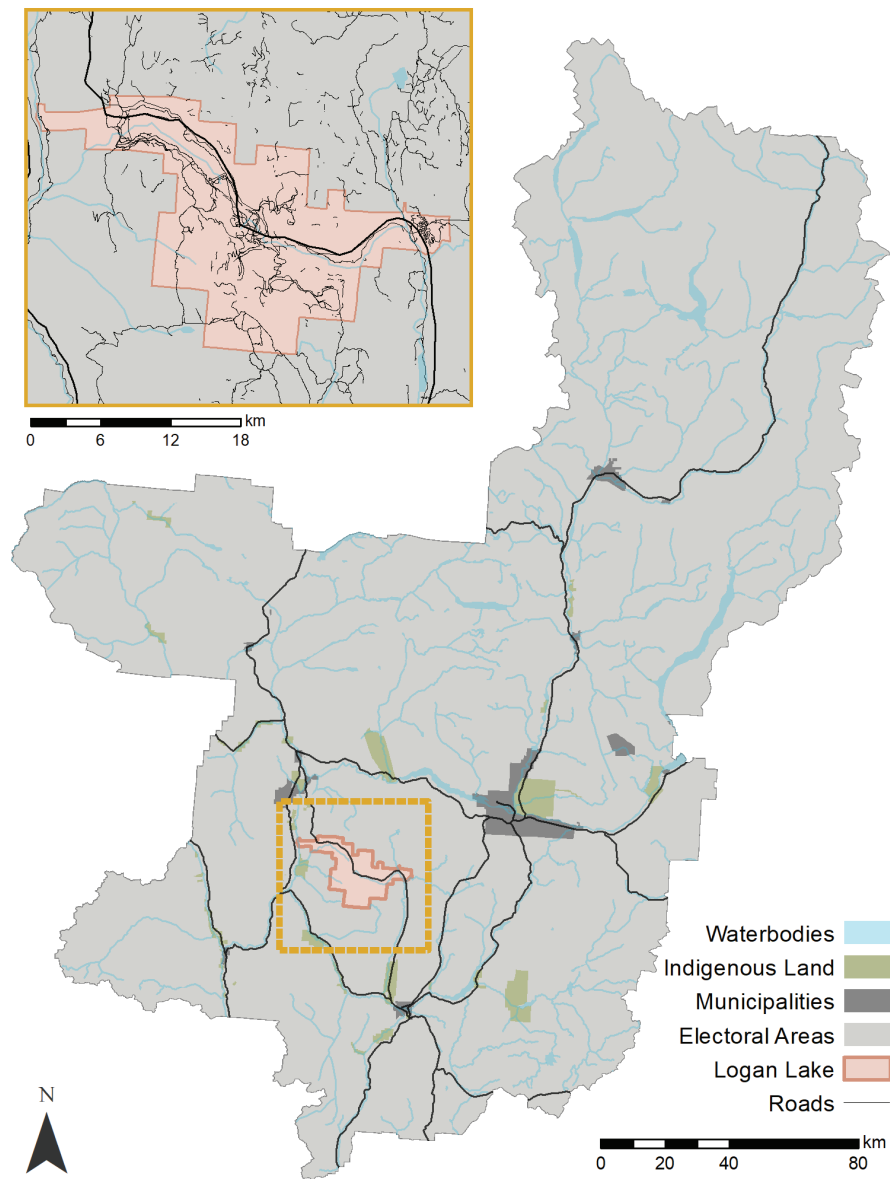 km
0 6 12 18
Waterbodies
Indigenous Land
Municipalities
Electoral Areas
Logan Lake
Roads
N
km
0 20 40 80